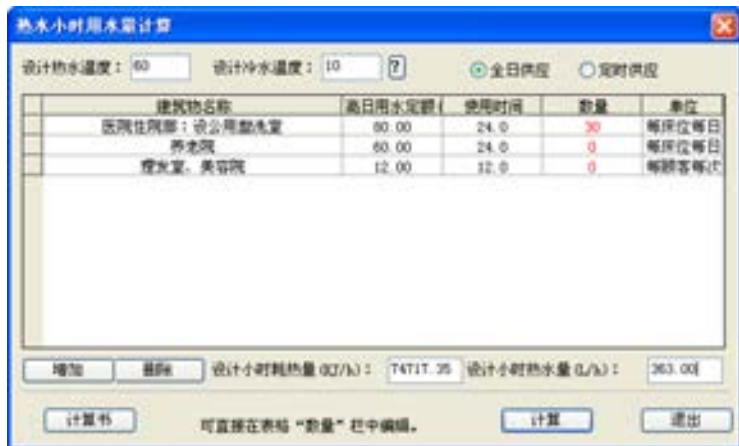 热水小时用水量计算
设计热水温度: 60 设计冷水温度: 10 ? 全日供应 定时供应
建筑物名称 高日用水定额( 使用时间 数量 单位
医院住院部:设公用盥洗室 60.00 24.0 30 每床位每日
养老院 60.00 24.0 0 每床位每日
理发室、美容院 12.00 12.0 0 每顾客每次
增加 删除 设计小时耗热量(KJ/h): 74717.35 设计小时热水量(L/h): 363.00
计算书 可直接在表格“数量”栏中编辑。 计算 退出